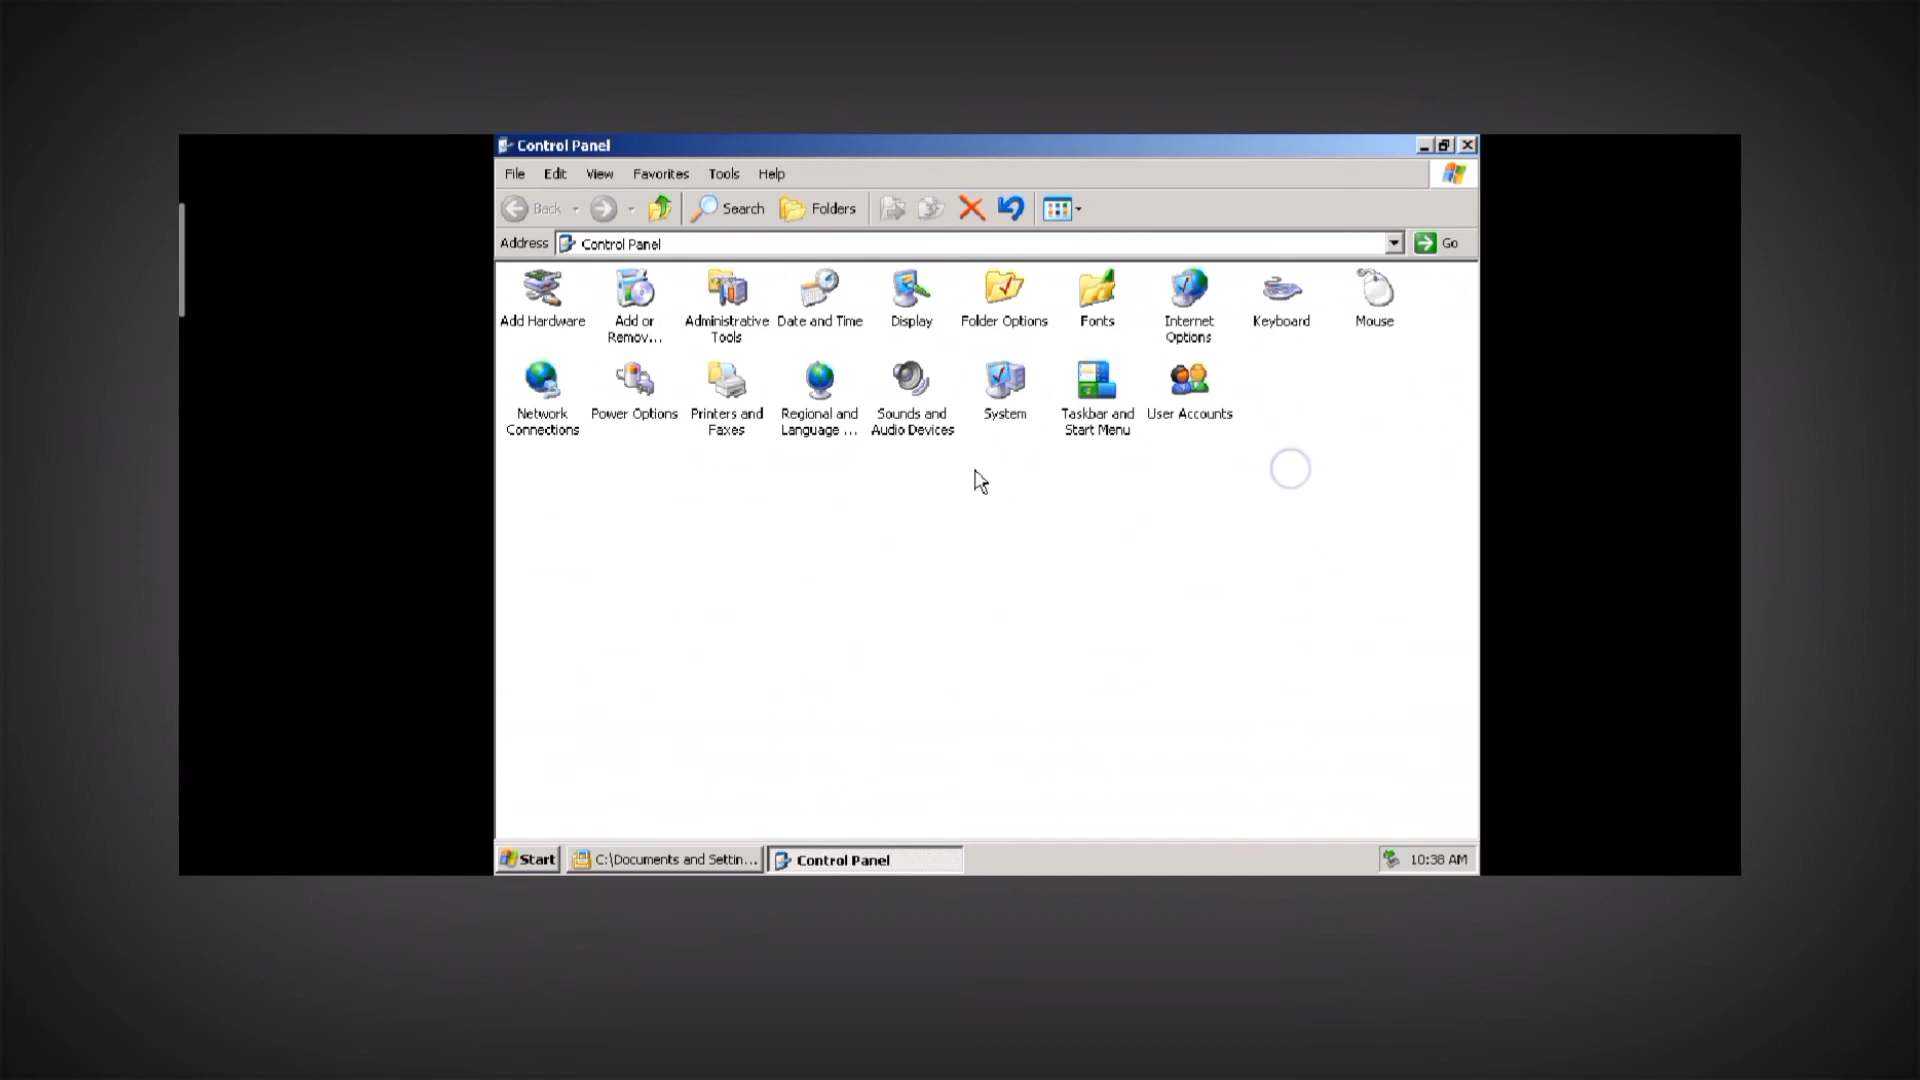 Control Panel
File Edit View Favorites Tools Help
Back Search Folders
Address Control Panel Go
Add Hardware
Add or
Remov...
Administrative
Tools
Date and Time
Display
Folder Options
Fonts
Internet
Options
Keyboard
Mouse
Network
Connections
Power Options
Printers and
Faxes
Regional and
Language ...
Sounds and
Audio Devices
System
Taskbar and
Start Menu
User Accounts
Start C:\Documents and Settin... Control Panel 10:38 AM